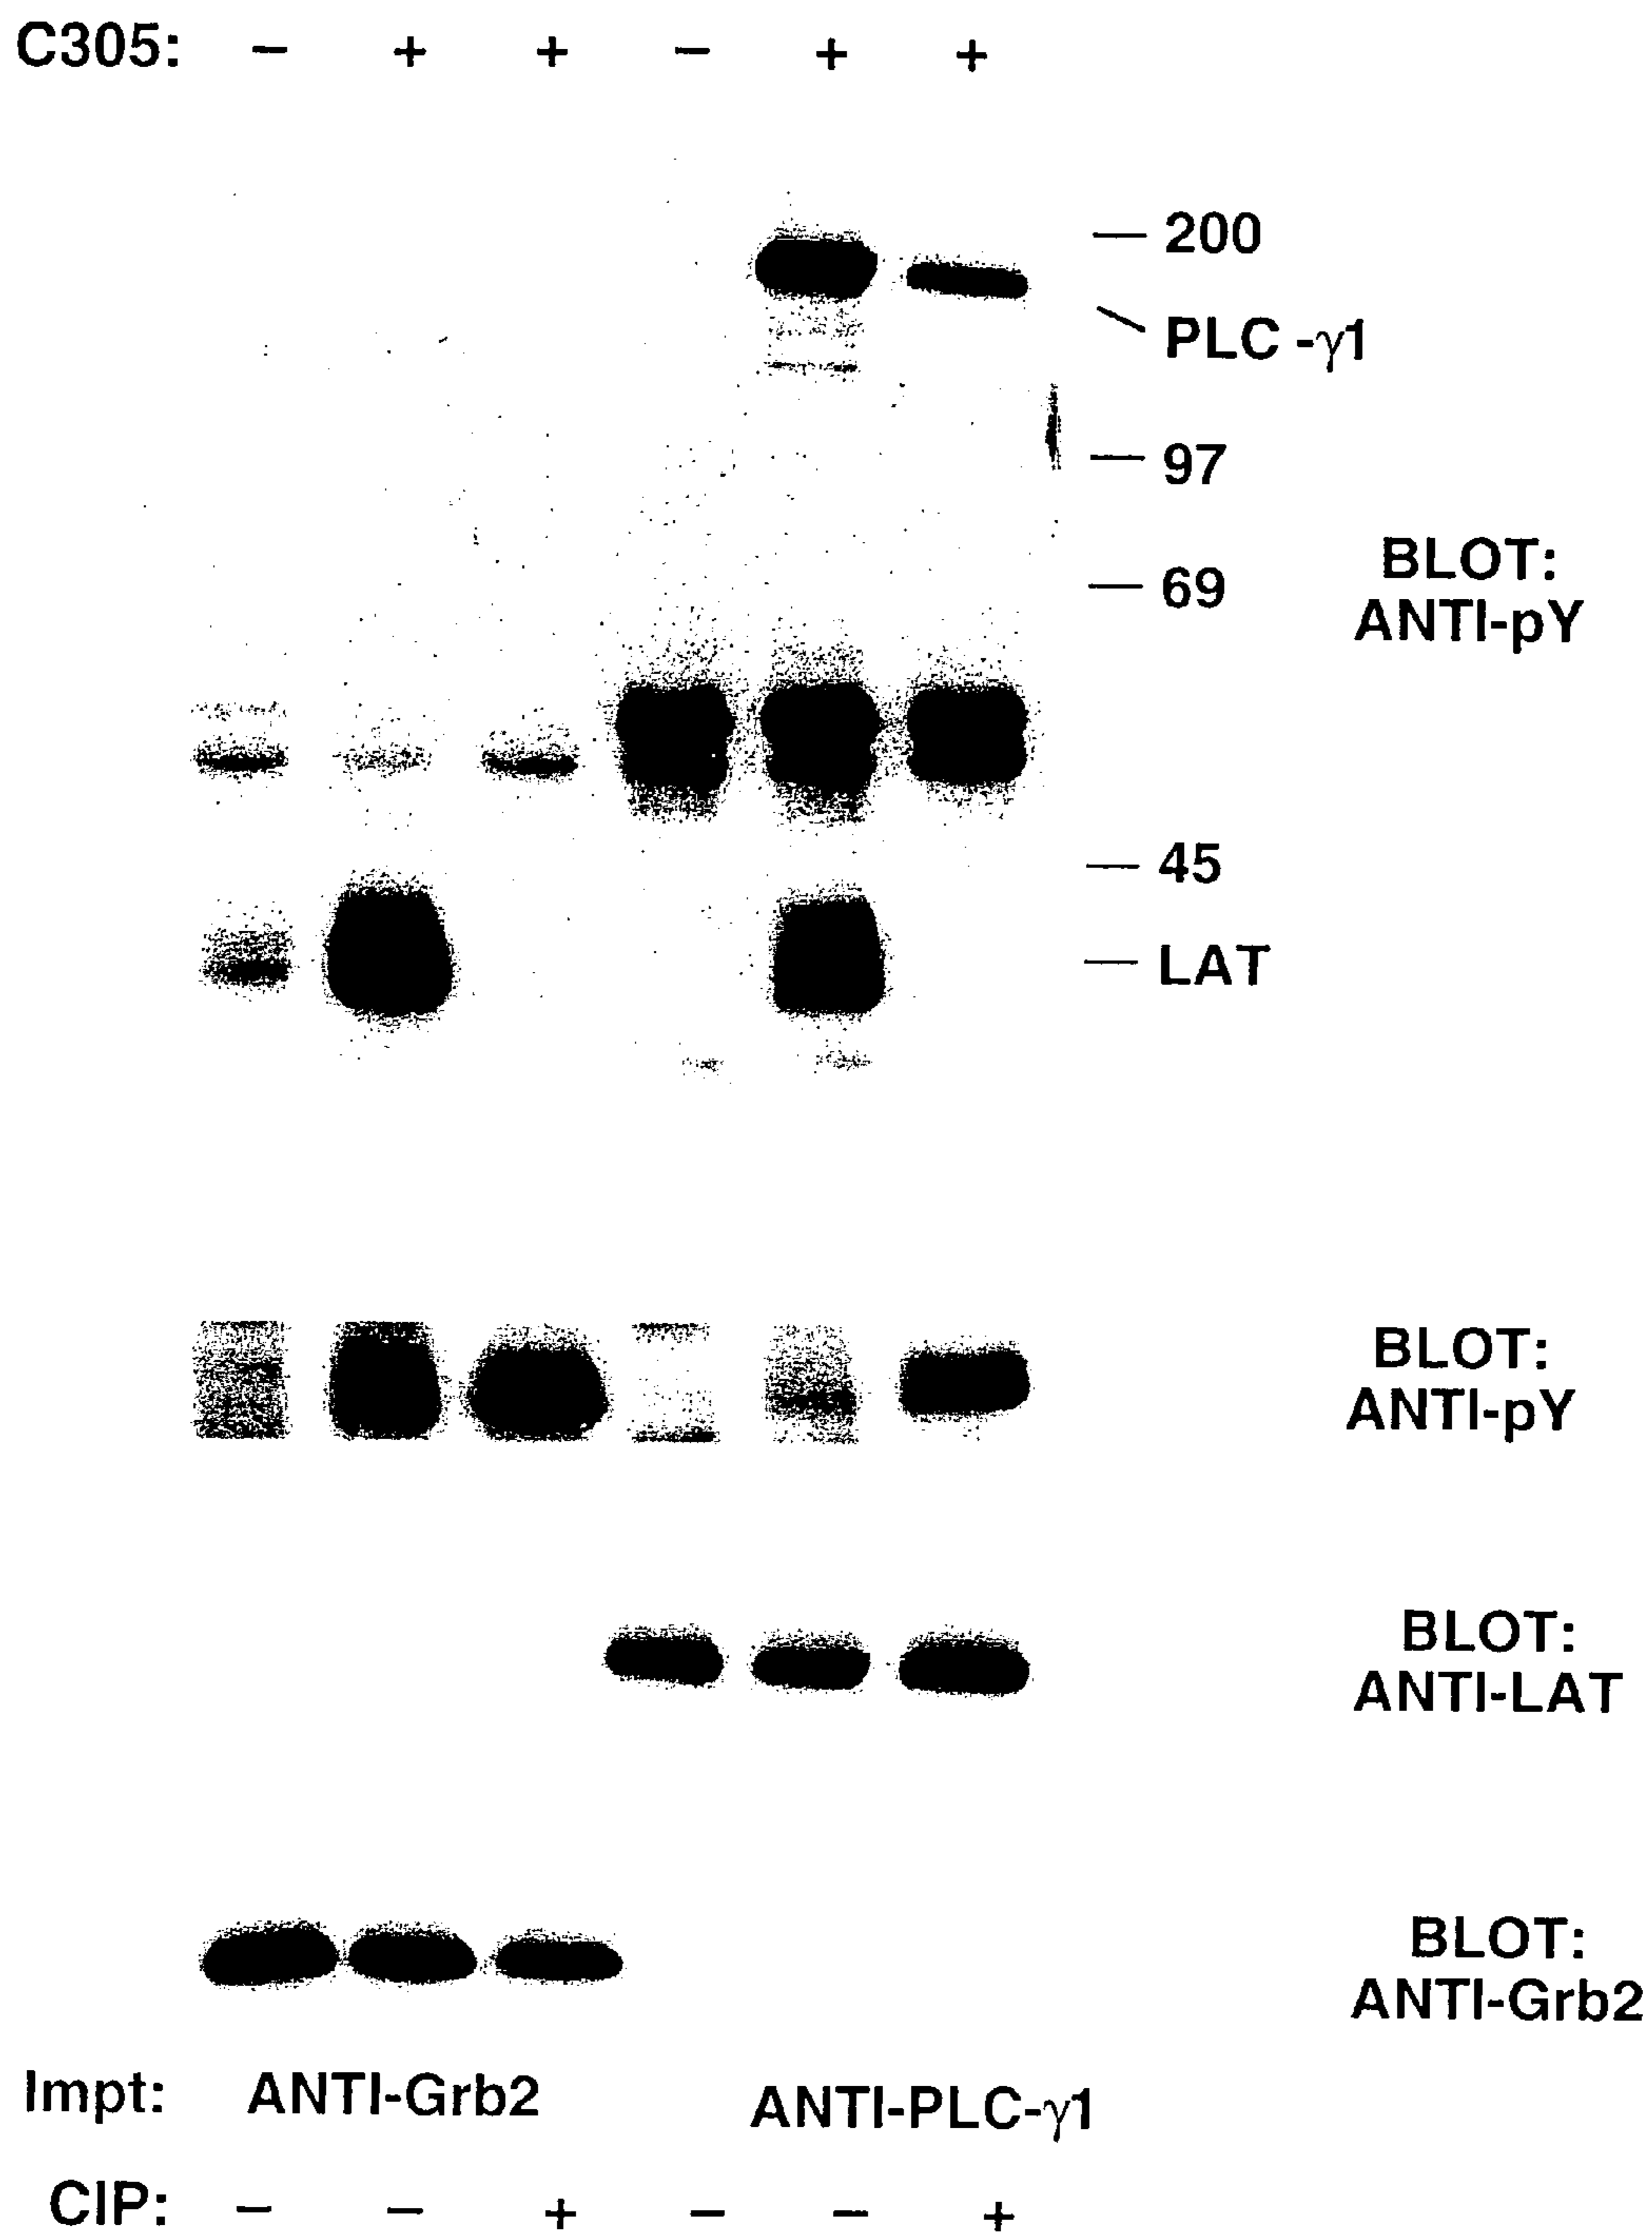 C305: – + + – + +
200
PLC -γ1
97
69
BLOT:
ANTI-pY
45
LAT
BLOT:
ANTI-pY
BLOT:
ANTI-LAT
BLOT:
ANTI-Grb2
Impt: ANTI-Grb2 ANTI-PLC-γ1
CIP: – – + – – +